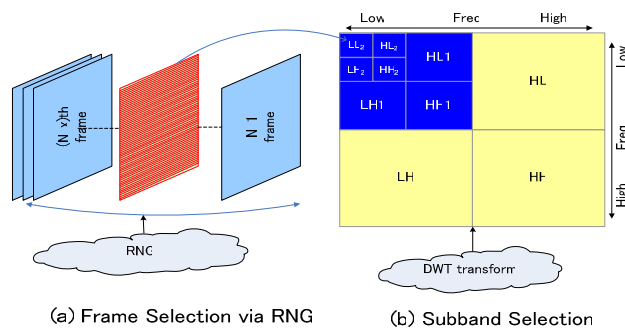 Low Freq High
LL2 HL2 HL1
LH2 HH2
LH1 HH1
HL
LH HH
Low Freq High
(N x)th frame
N 1 frame
RNG
DWT transform
(a) Frame Selection via RNG
(b) Subband Selection